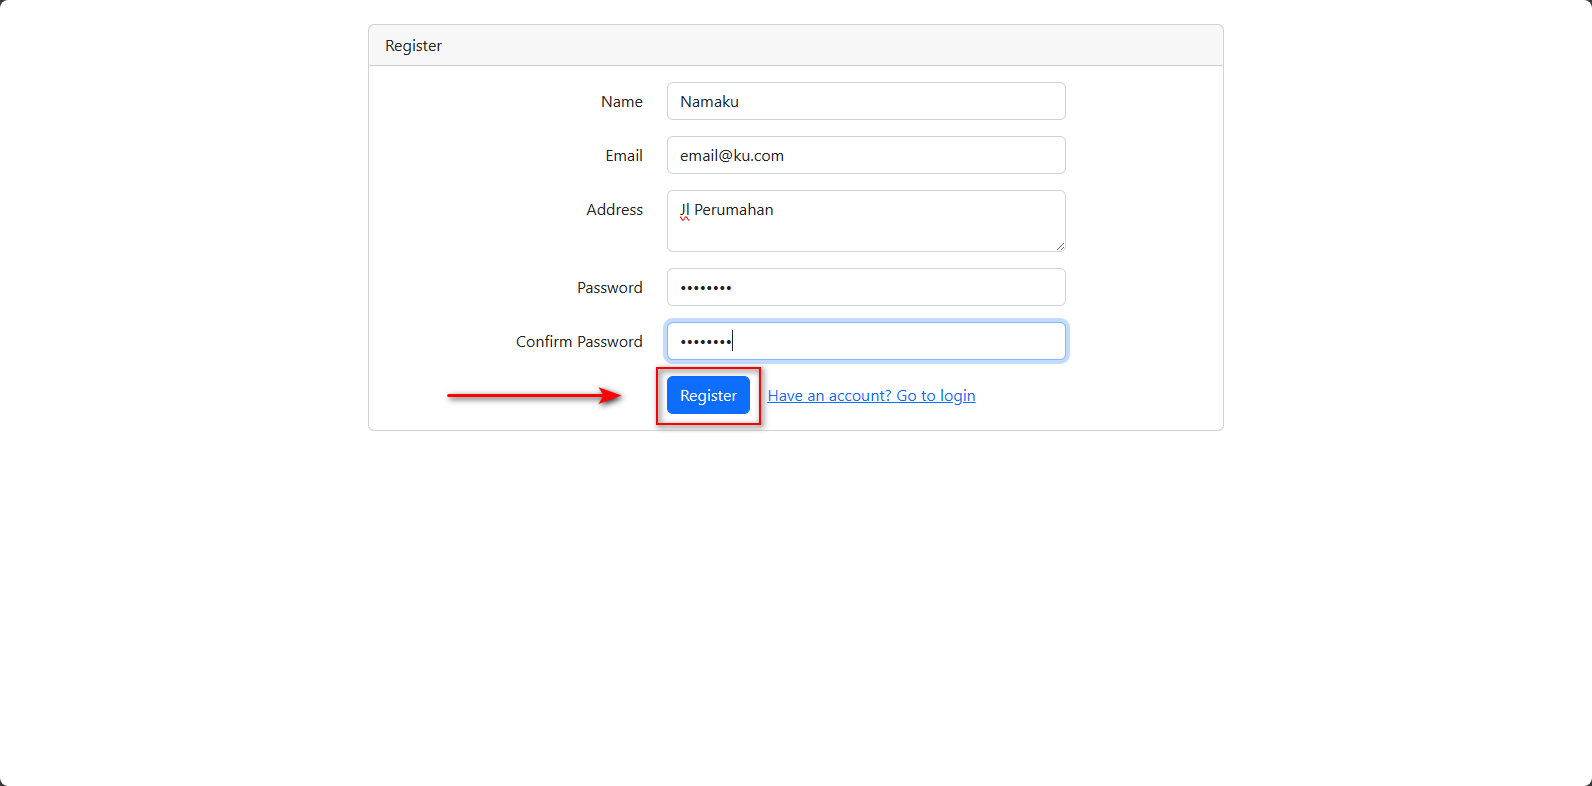 Register
Name Namaku
Email email@ku.com
Address Jl Perumahan
Password ••••••••
Confirm Password ••••••••
Register Have an account? Go to login